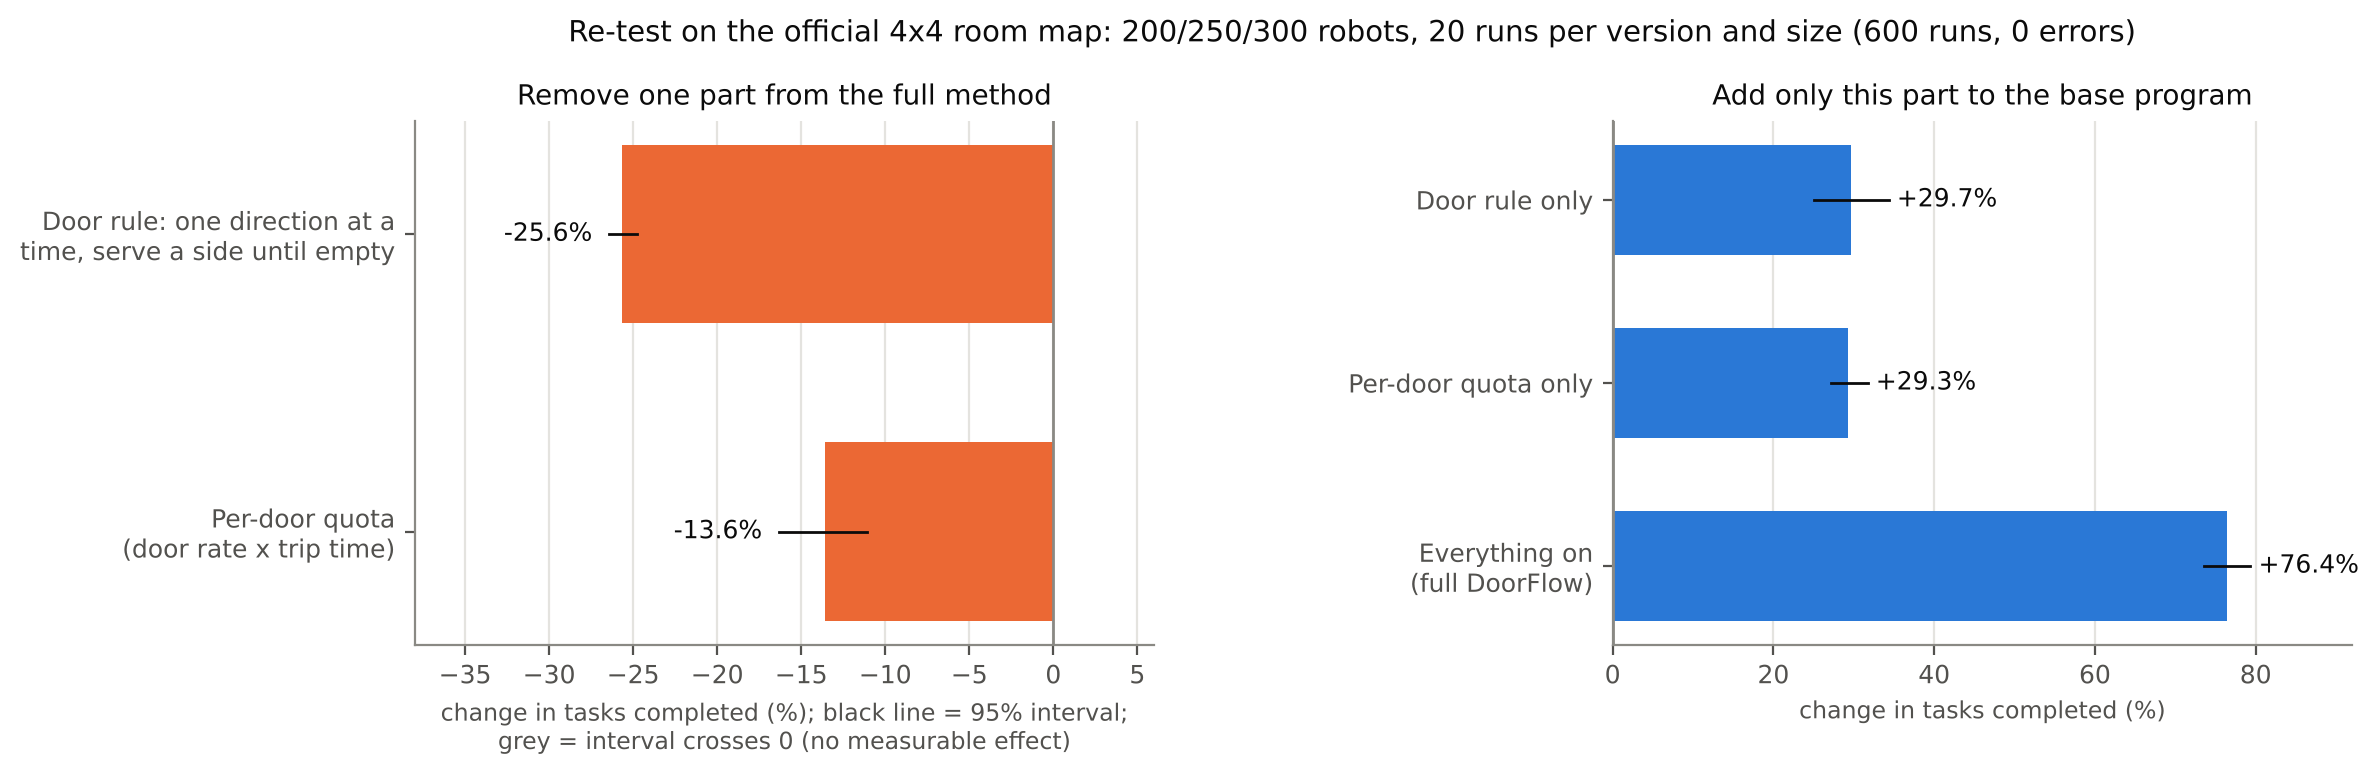 Re-test on the official 4x4 room map: 200/250/300 robots, 20 runs per version and size (600 runs, 0 errors)
Remove one part from the full method
Door rule: one direction at a
time, serve a side until empty
-25.6%
Per-door quota
(door rate x trip time)
-13.6%
−35 −30 −25 −20 −15 −10 −5 0 5
change in tasks completed (%); black line = 95% interval;
grey = interval crosses 0 (no measurable effect)
Add only this part to the base program
Door rule only
+29.7%
Per-door quota only
+29.3%
Everything on
(full DoorFlow)
+76.4%
0 20 40 60 80
change in tasks completed (%)